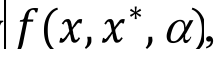 f(x, x*, α),